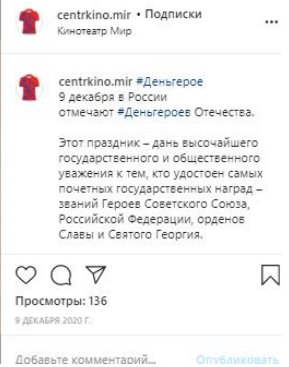 centrkino.mir • Подписки
Кинотеатр Мир
centrkino.mir #Деньгерое
9 декабря в России
отмечают #Деньгероев Отечества.
Этот праздник – дань высочайшего
государственного и общественного
уважения к тем, кто удостоен самых
почетных государственных наград –
званий Героев Советского Союза,
Российской Федерации, орденов
Славы и Святого Георгия.
Просмотры: 136
9 ДЕКАБРЯ 2020 Г.
Добавьте комментарий... Опубликовать